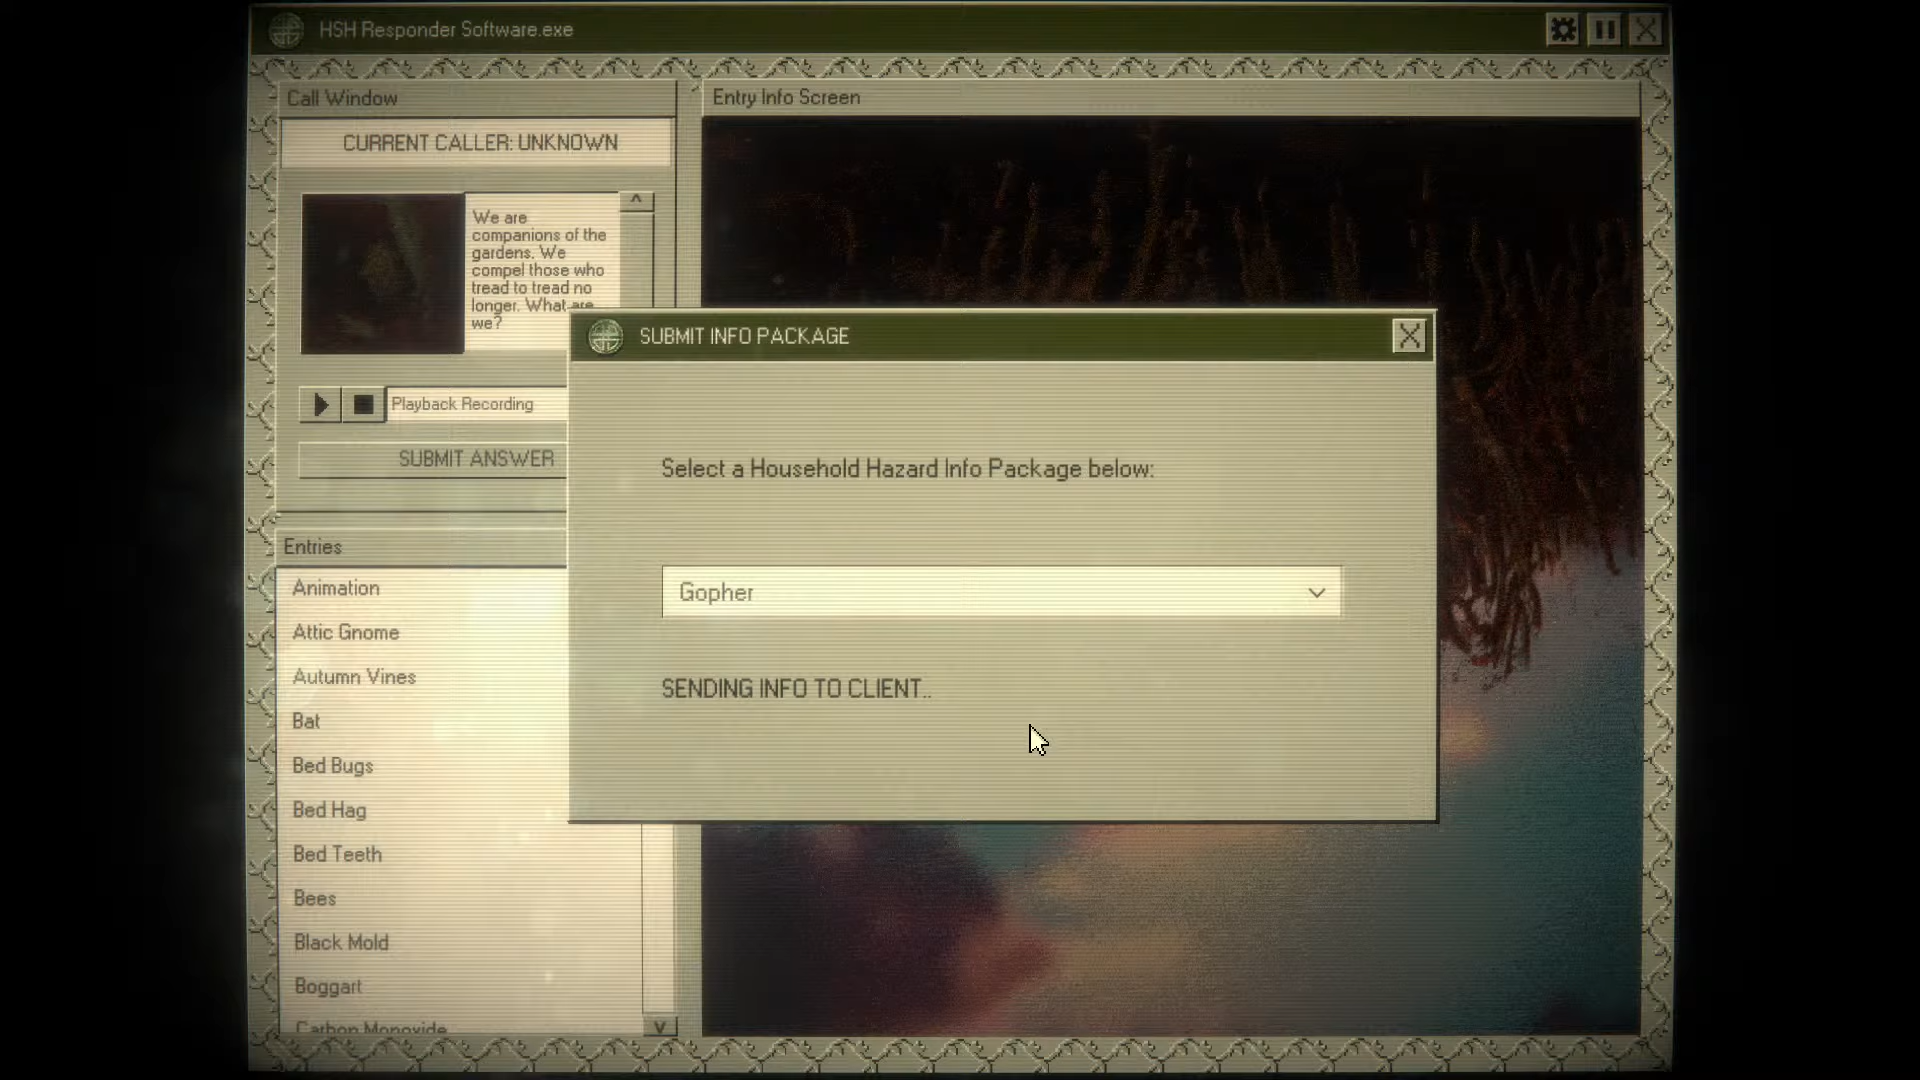 HSH Responder Software.exe
Call Window
CURRENT CALLER: UNKNOWN
We are
companions of the
gardens. We
compel those who
tread to tread no
longer. What are
we?
Playback Recording
SUBMIT ANSWER
Entries
Animation
Attic Gnome
Autumn Vines
Bat
Bed Bugs
Bed Hag
Bed Teeth
Bees
Black Mold
Boggart
Carbon Monoxide
Entry Info Screen
SUBMIT INFO PACKAGE
Select a Household Hazard Info Package below:
Gopher
SENDING INFO TO CLIENT..